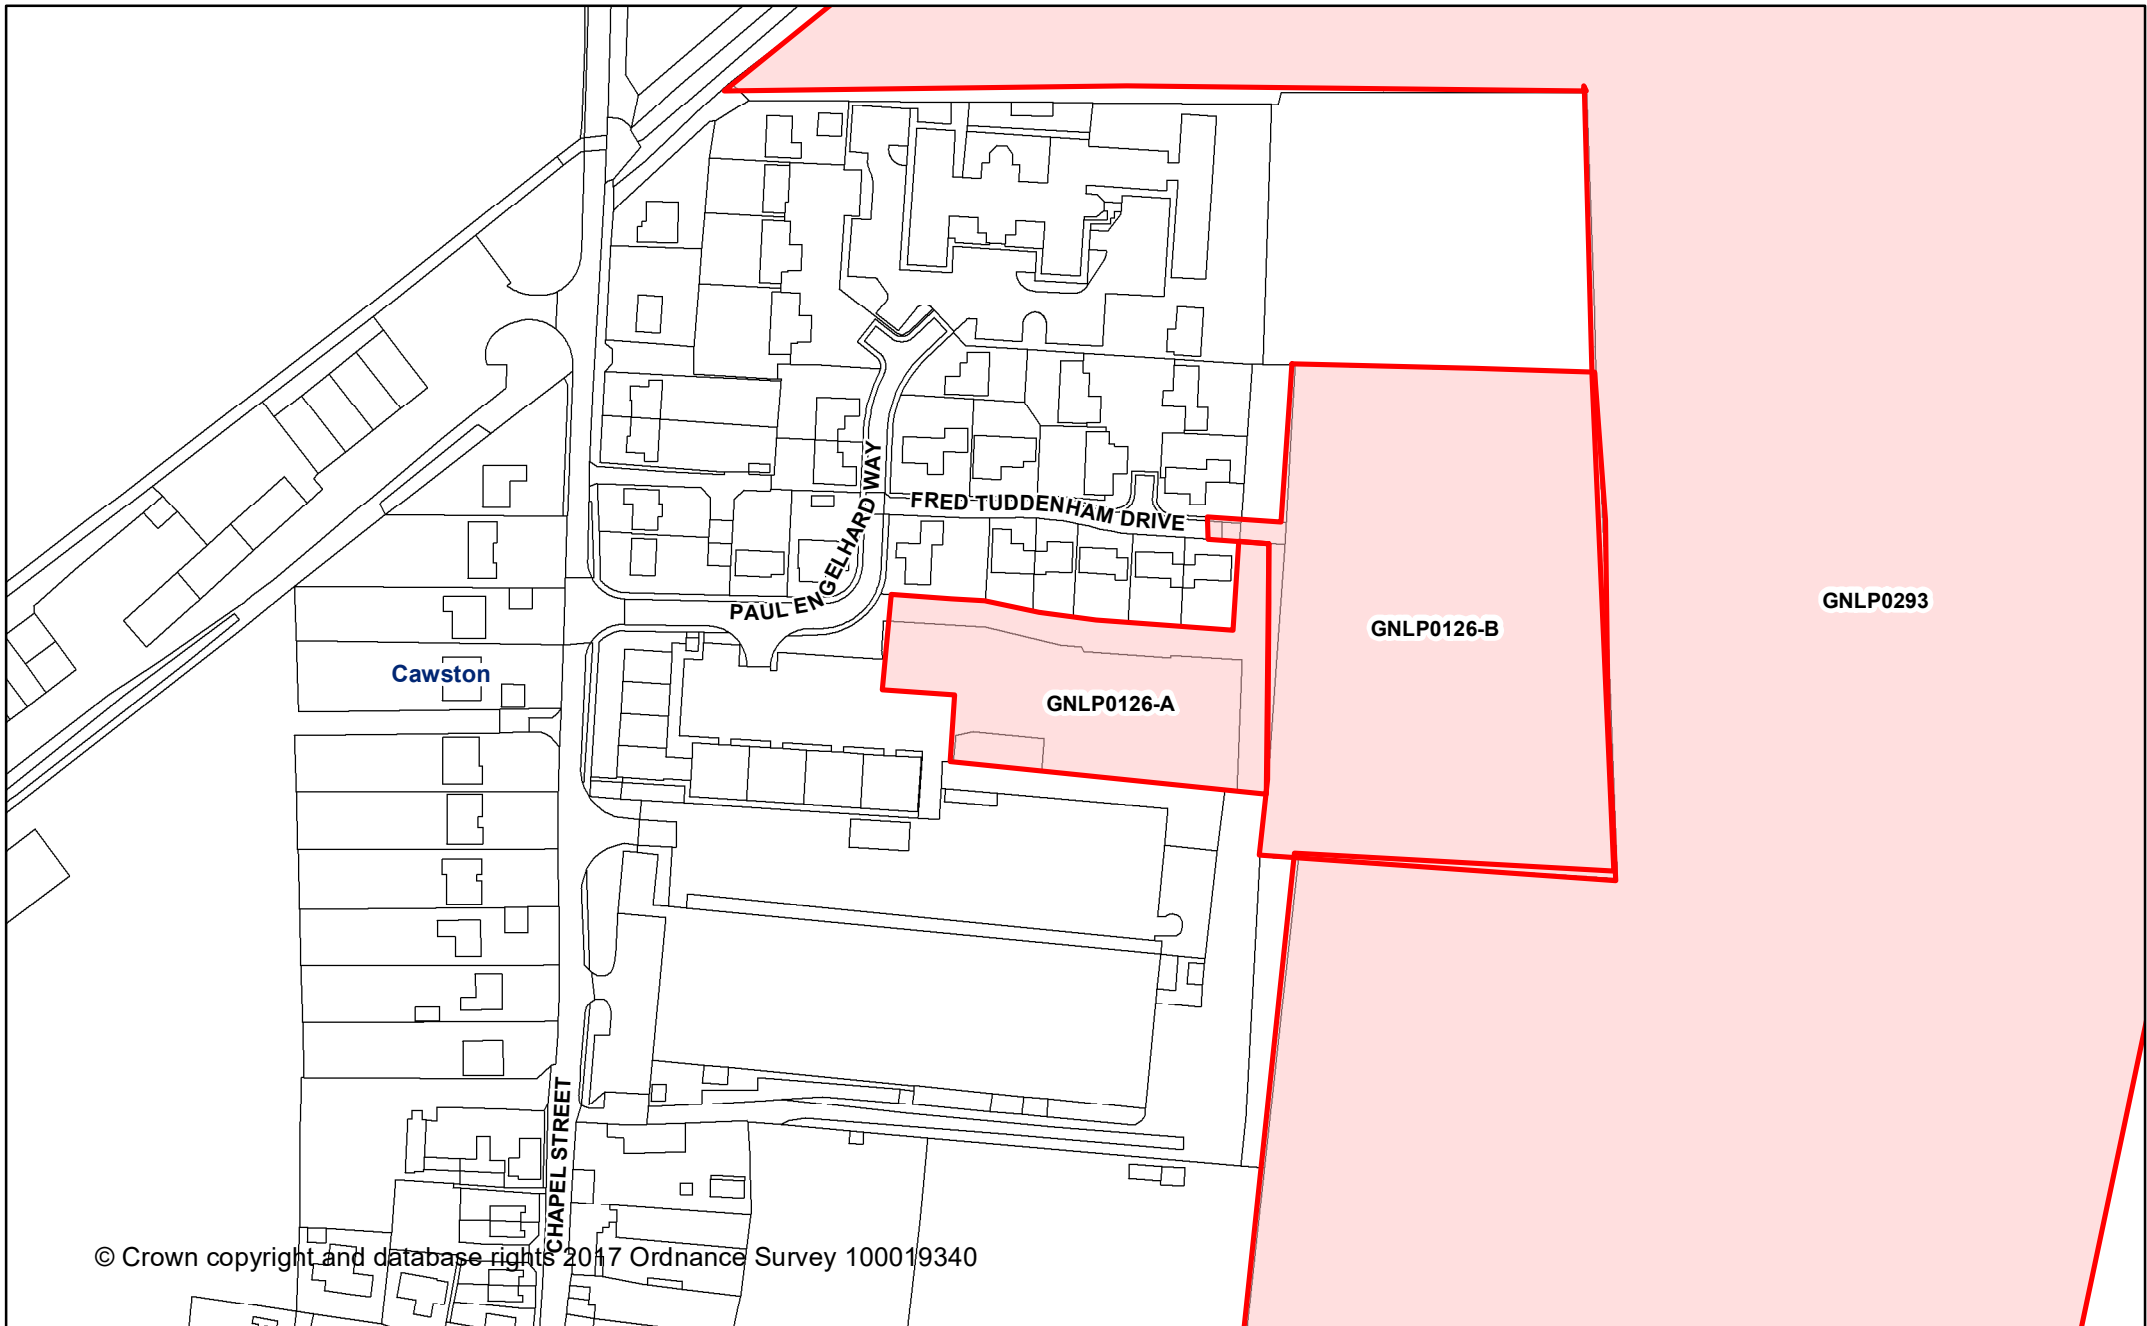 FRED TUDDENHAM DRIVE
PAUL ENGELHARD WAY
GNLP0293
GNLP0126-B
Cawston
GNLP0126-A
CHAPEL STREET
© Crown copyright and database rights 2017 Ordnance Survey 100019340